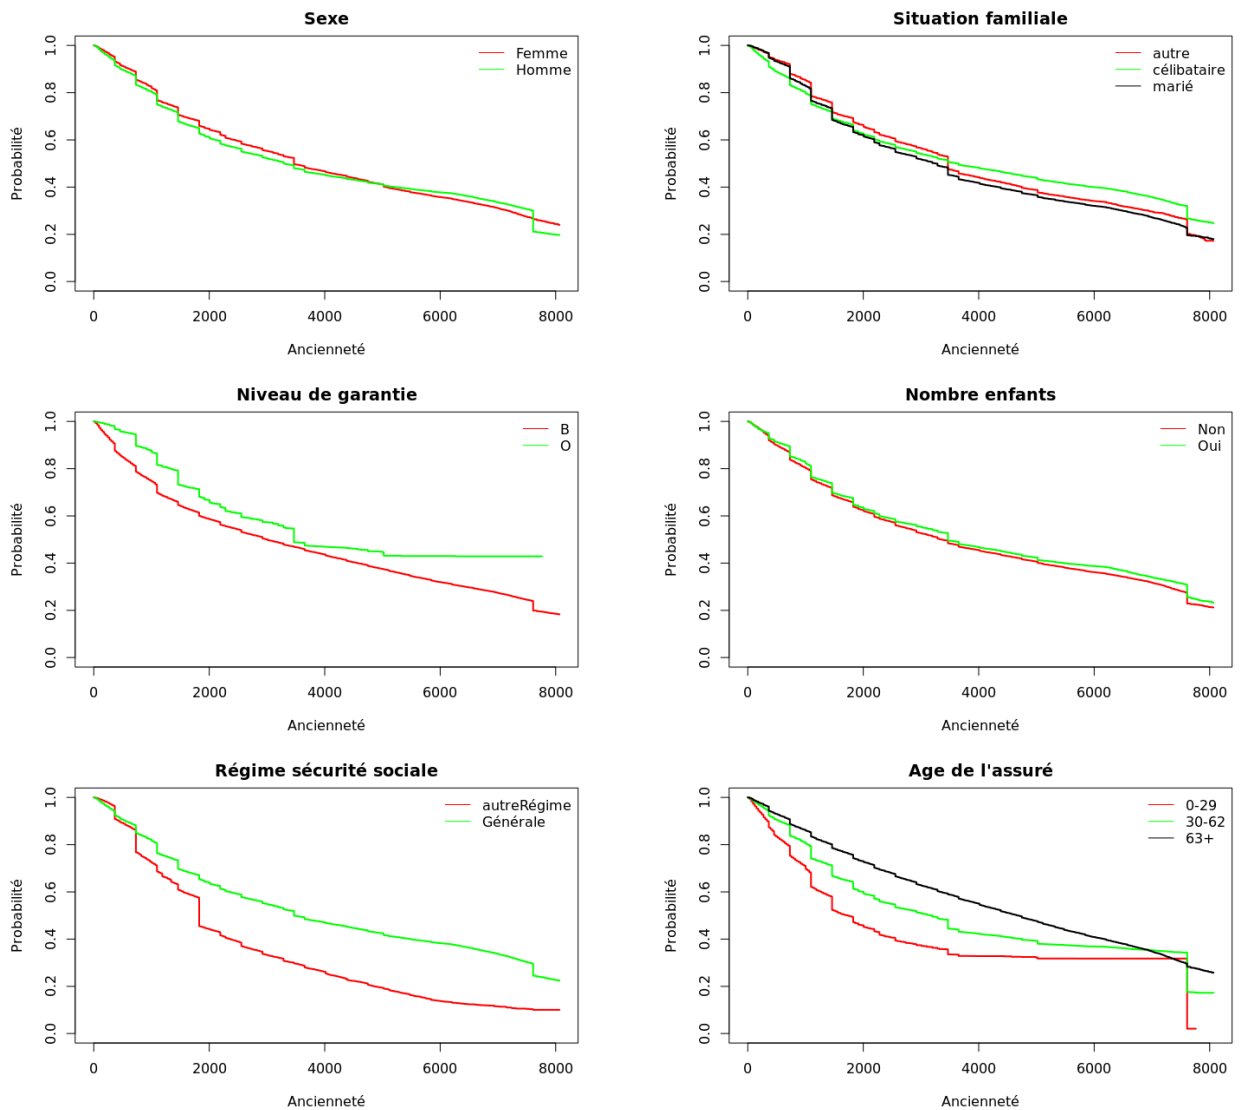 Sexe
Probabilité
1.0
0.8
0.6
0.4
0.2
0.0
Femme
Homme
0 2000 4000 6000 8000
Ancienneté
Situation familiale
Probabilité
1.0
0.8
0.6
0.4
0.2
0.0
autre
célibataire
marié
0 2000 4000 6000 8000
Ancienneté
Niveau de garantie
Probabilité
1.0
0.8
0.6
0.4
0.2
0.0
B
O
0 2000 4000 6000 8000
Ancienneté
Nombre enfants
Probabilité
1.0
0.8
0.6
0.4
0.2
0.0
Non
Oui
0 2000 4000 6000 8000
Ancienneté
Régime sécurité sociale
Probabilité
1.0
0.8
0.6
0.4
0.2
0.0
autreRégime
Générale
0 2000 4000 6000 8000
Ancienneté
Age de l'assuré
Probabilité
1.0
0.8
0.6
0.4
0.2
0.0
0-29
30-62
63+
0 2000 4000 6000 8000
Ancienneté